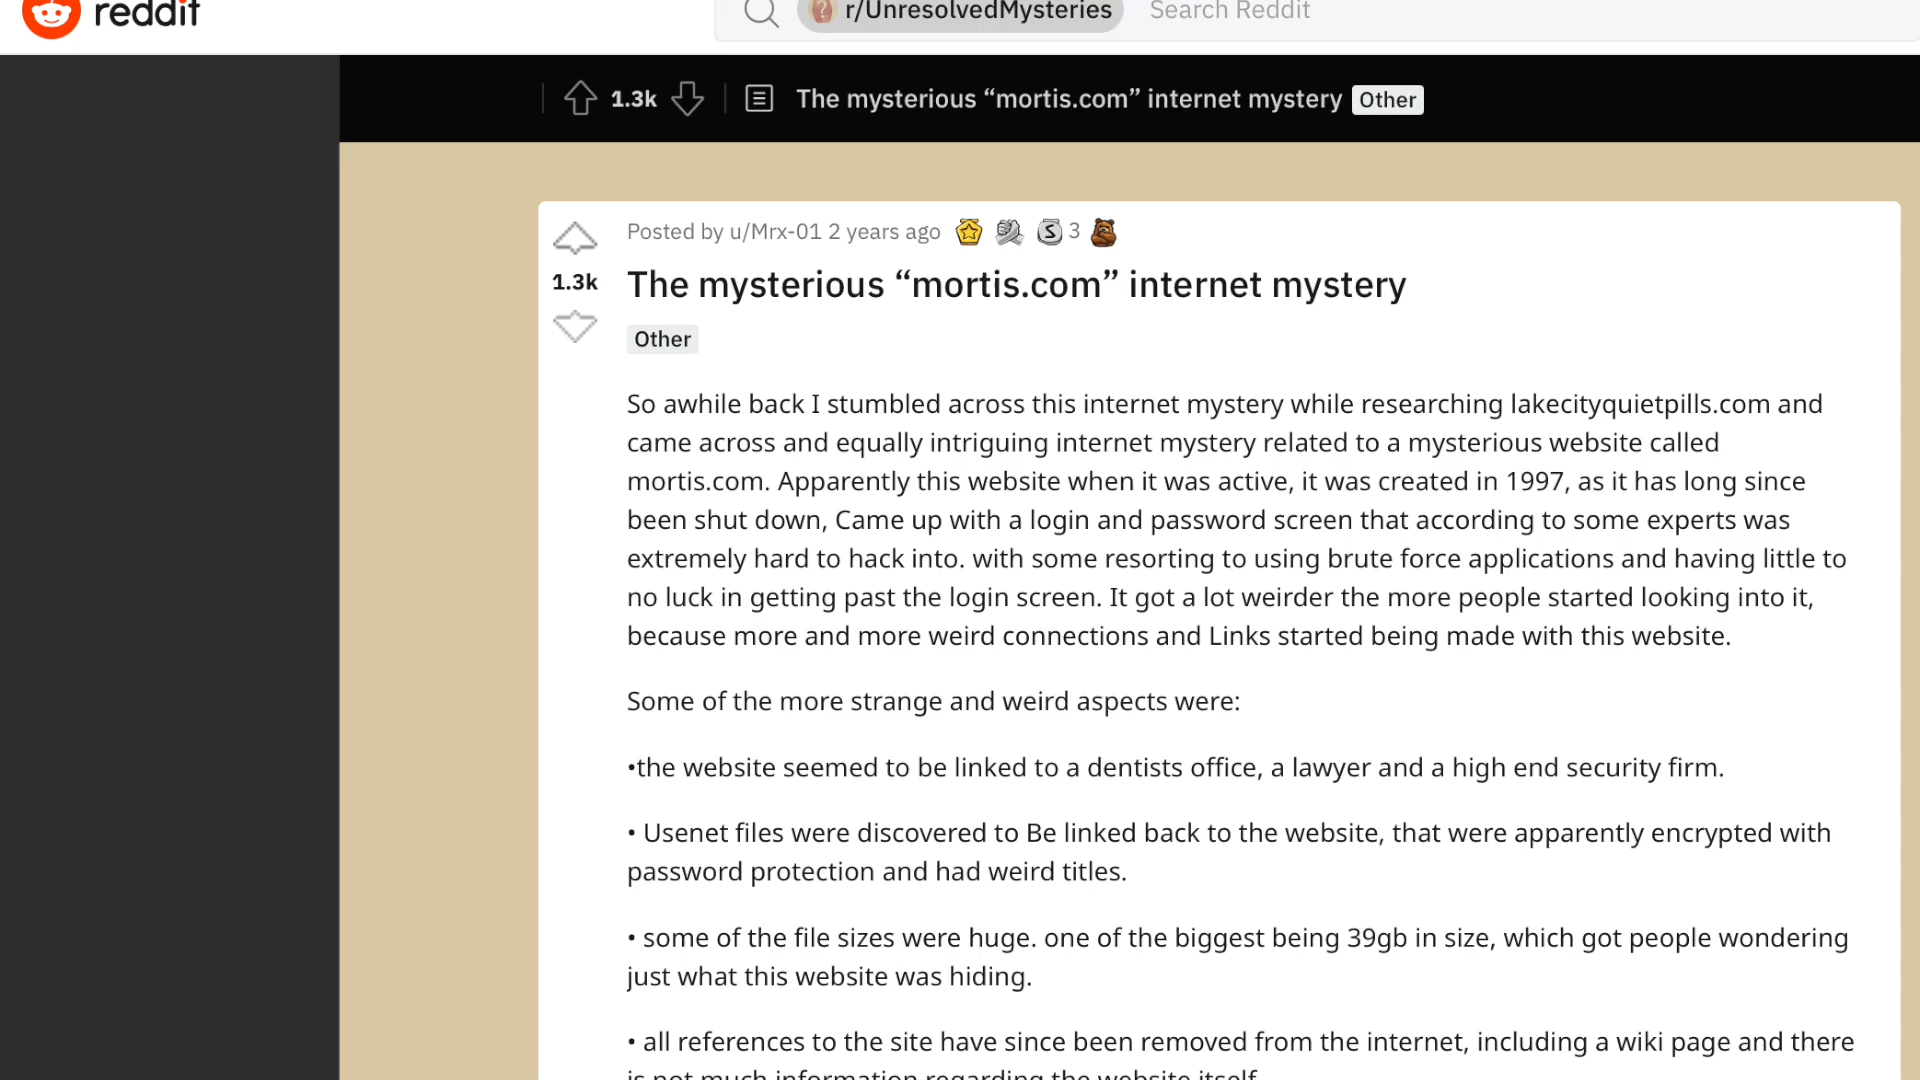 reddit
r/UnresolvedMysteries Search Reddit
1.3k The mysterious “mortis.com” internet mystery Other
Posted by u/Mrx-01 2 years ago 3
1.3k
The mysterious “mortis.com” internet mystery
Other
So awhile back I stumbled across this internet mystery while researching lakecityquietpills.com and
came across and equally intriguing internet mystery related to a mysterious website called
mortis.com. Apparently this website when it was active, it was created in 1997, as it has long since
been shut down, Came up with a login and password screen that according to some experts was
extremely hard to hack into. with some resorting to using brute force applications and having little to
no luck in getting past the login screen. It got a lot weirder the more people started looking into it,
because more and more weird connections and Links started being made with this website.
Some of the more strange and weird aspects were:
•the website seemed to be linked to a dentists office, a lawyer and a high end security firm.
• Usenet files were discovered to Be linked back to the website, that were apparently encrypted with
password protection and had weird titles.
• some of the file sizes were huge. one of the biggest being 39gb in size, which got people wondering
just what this website was hiding.
• all references to the site have since been removed from the internet, including a wiki page and there
is not much information regarding the website itself.